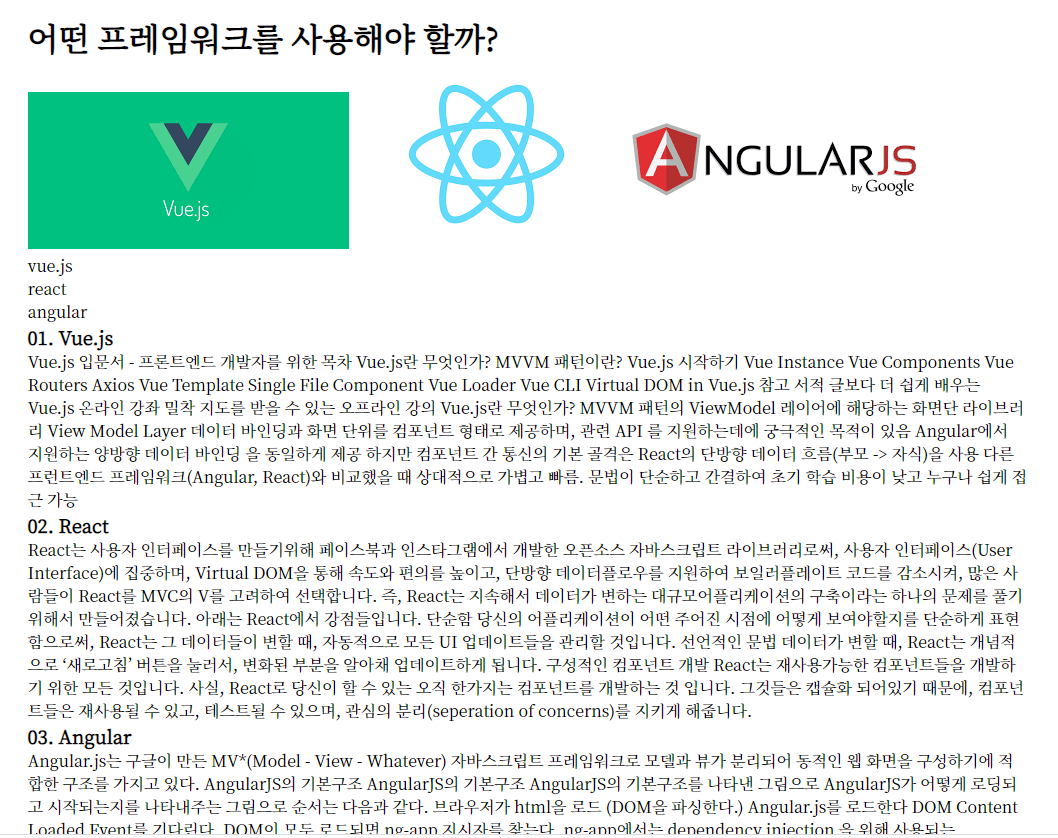 어떤 프레임워크를 사용해야 할까?
Vue.js
ANGULARJS
by Google
vue.js
react
angular
01. Vue.js
Vue.js 입문서 - 프론트엔드 개발자를 위한 목차 Vue.js란 무엇인가? MVVM 패턴이란? Vue.js 시작하기 Vue Instance Vue Components Vue
Routers Axios Vue Template Single File Component Vue Loader Vue CLI Virtual DOM in Vue.js 참고 서적 글보다 더 쉽게 배우는
Vue.js 온라인 강좌 밀착 지도를 받을 수 있는 오프라인 강의 Vue.js란 무엇인가? MVVM 패턴의 ViewModel 레이어에 해당하는 화면단 라이브러
리 View Model Layer 데이터 바인딩과 화면 단위를 컴포넌트 형태로 제공하며, 관련 API 를 지원하는데에 궁극적인 목적이 있음 Angular에서
지원하는 양방향 데이터 바인딩 을 동일하게 제공 하지만 컴포넌트 간 통신의 기본 골격은 React의 단방향 데이터 흐름(부모 -> 자식)을 사용 다른
프런트엔드 프레임워크(Angular, React)와 비교했을 때 상대적으로 가볍고 빠름. 문법이 단순하고 간결하여 초기 학습 비용이 낮고 누구나 쉽게 접
근 가능
02. React
React는 사용자 인터페이스를 만들기위해 페이스북과 인스타그램에서 개발한 오픈소스 자바스크립트 라이브러리로써, 사용자 인터페이스(User
Interface)에 집중하며, Virtual DOM을 통해 속도와 편의를 높이고, 단방향 데이터플로우를 지원하여 보일러플레이트 코드를 감소시켜, 많은 사
람들이 React를 MVC의 V를 고려하여 선택합니다. 즉, React는 지속해서 데이터가 변하는 대규모어플리케이션의 구축이라는 하나의 문제를 풀기
위해서 만들어졌습니다. 아래는 React에서 강점들입니다. 단순함 당신의 어플리케이션이 어떤 주어진 시점에 어떻게 보여야할지를 단순하게 표현
함으로써, React는 그 데이터들이 변할 때, 자동적으로 모든 UI 업데이트들을 관리할 것입니다. 선언적인 문법 데이터가 변할 때, React는 개념적
으로 ‘새로고침’ 버튼을 눌러서, 변화된 부분을 알아채 업데이트하게 됩니다. 구성적인 컴포넌트 개발 React는 재사용가능한 컴포넌트들을 개발하
기 위한 모든 것입니다. 사실, React로 당신이 할 수 있는 오직 한가지는 컴포넌트를 개발하는 것 입니다. 그것들은 캡슐화 되어있기 때문에, 컴포넌
트들은 재사용될 수 있고, 테스트될 수 있으며, 관심의 분리(seperation of concerns)를 지키게 해줍니다.
03. Angular
Angular.js는 구글이 만든 MV*(Model - View - Whatever) 자바스크립트 프레임워크로 모델과 뷰가 분리되어 동적인 웹 화면을 구성하기에 적
합한 구조를 가지고 있다. AngularJS의 기본구조 AngularJS의 기본구조 AngularJS의 기본구조를 나타낸 그림으로 AngularJS가 어떻게 로딩되
고 시작되는지를 나타내주는 그림으로 순서는 다음과 같다. 브라우저가 html을 로드 (DOM을 파싱한다.) Angular.js를 로드한다 DOM Content
Loaded Event를 기다린다. DOM이 모두 로드되면 ng-app 지시자를 찾는다. ng-app에서는 dependency injection 을 위해 사용되는